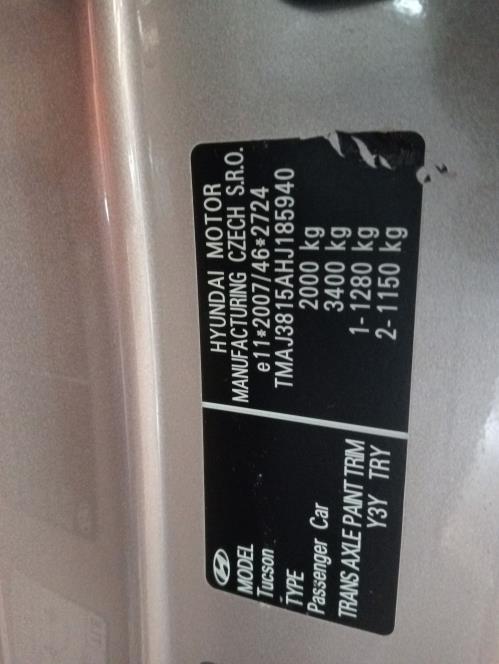 HYUNDAI MOTOR
MANUFACTURING CZECH S.R.O.
e11*2007/46*2724
TMAJ3815AHJ185940
2000 kg
3400 kg
1-1280 kg
2-1150 kg
MODEL
Tucson
-
TYPE
Passenger Car
TRANS AXLE PAINT TRIM
Y3Y TRY